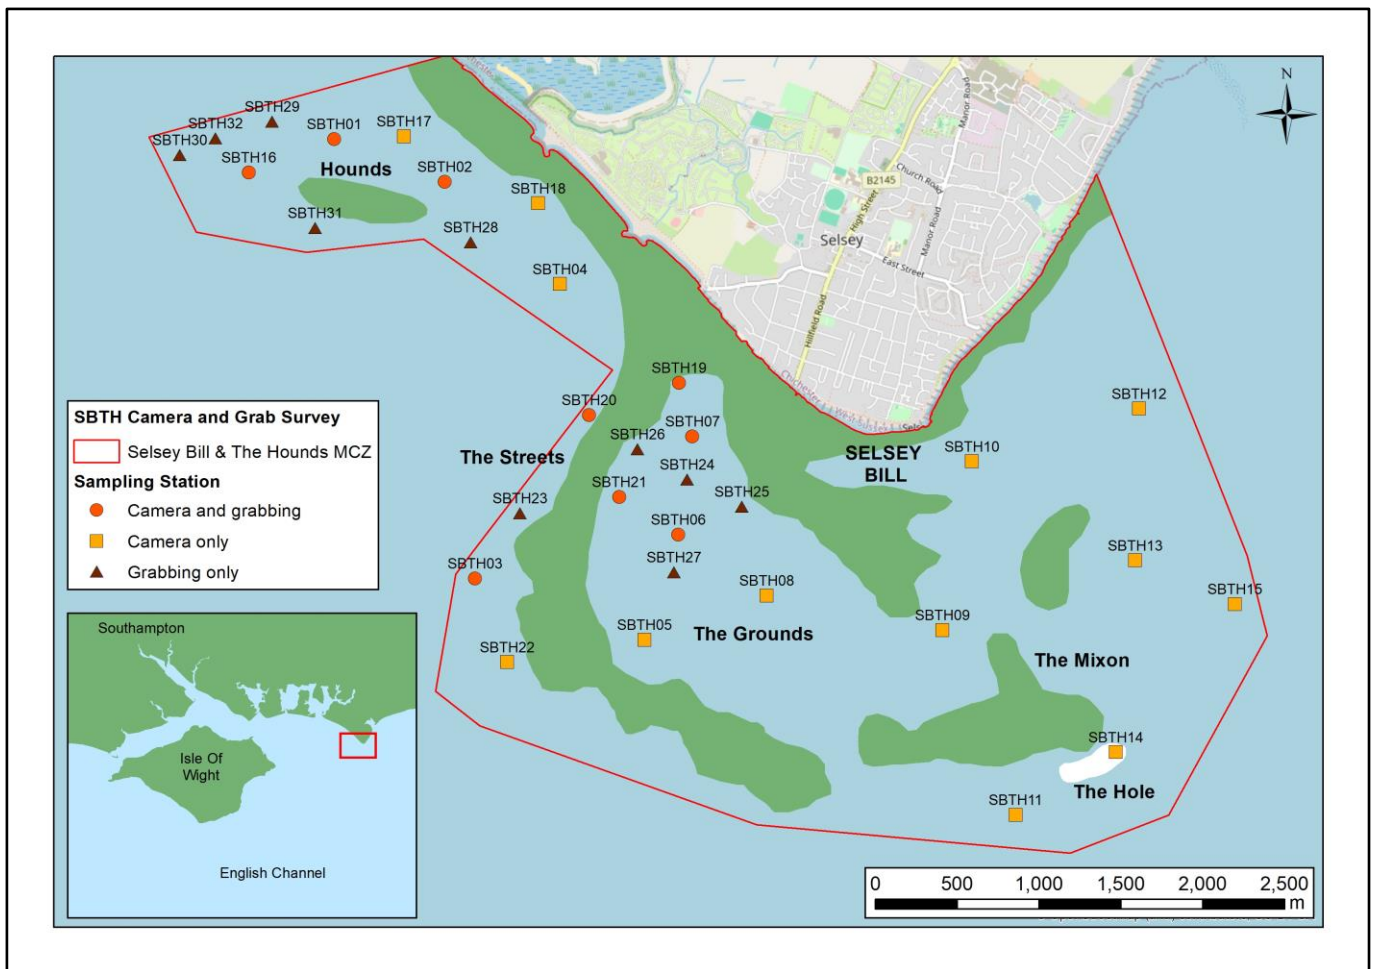 N
SBTH29
SBTH32
SBTH01
SBTH17
SBTH30
SBTH16
SBTH02
Hounds
SBTH18
SBTH31
SBTH28
SBTH04
Chichester
Manor Road
Church Road
B2145
High Street
Manor Road
Selsey
East Street
Hillfield Road
Chichester
SBTH19
SBTH20
SBTH07
SBTH12
SBTH26
SBTH10
The Streets
SELSEY
BILL
SBTH24
SBTH21
SBTH25
SBTH23
SBTH06
SBTH27
SBTH13
SBTH03
SBTH08
SBTH15
SBTH09
SBTH05
The Grounds
SBTH22
The Mixon
SBTH14
The Hole
SBTH11
SBTH Camera and Grab Survey
Selsey Bill & The Hounds MCZ
Sampling Station
Camera and grabbing
Camera only
Grabbing only
Southampton
Isle Of
Wight
English Channel
0 500 1,000 1,500 2,000 2,500
m